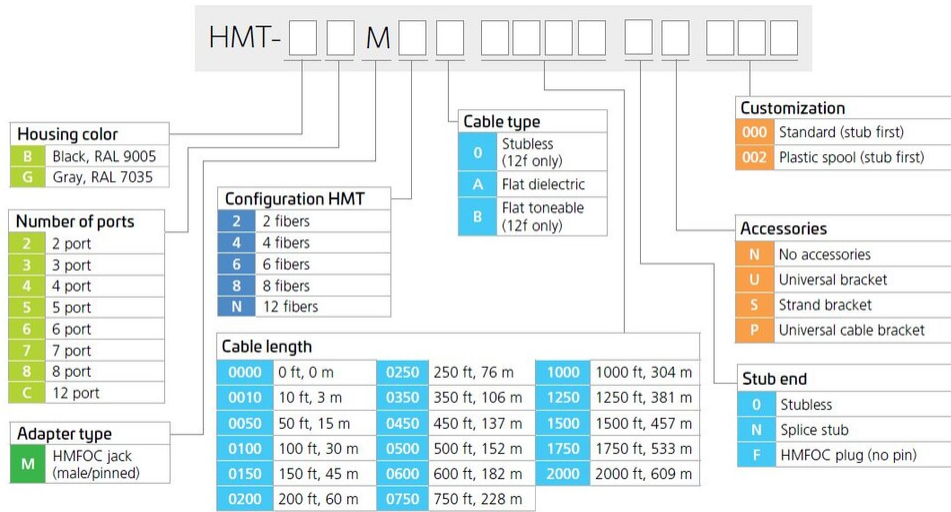 HMT- M
Housing color
B Black, RAL 9005
G Gray, RAL 7035
Number of ports
2 2 port
3 3 port
4 4 port
5 5 port
6 6 port
7 7 port
8 8 port
C 12 port
Adapter type
M HMFOC jack
(male/pinned)
Configuration HMT
2 2 fibers
4 4 fibers
6 6 fibers
8 8 fibers
N 12 fibers
Cable type
0 Stubless
(12f only)
A Flat dielectric
B Flat toneable
(12f only)
Cable length
0000 0 ft, 0 m 0250 250 ft, 76 m 1000 1000 ft, 304 m
0010 10 ft, 3 m 0350 350 ft, 106 m 1250 1250 ft, 381 m
0050 50 ft, 15 m 0450 450 ft, 137 m 1500 1500 ft, 457 m
0100 100 ft, 30 m 0500 500 ft, 152 m 1750 1750 ft, 533 m
0150 150 ft, 45 m 0600 600 ft, 182 m 2000 2000 ft, 609 m
0200 200 ft, 60 m 0750 750 ft, 228 m
Customization
000 Standard (stub first)
002 Plastic spool (stub first)
Accessories
N No accessories
U Universal bracket
S Strand bracket
P Universal cable bracket
Stub end
0 Stubless
N Splice stub
F HMFOC plug (no pin)